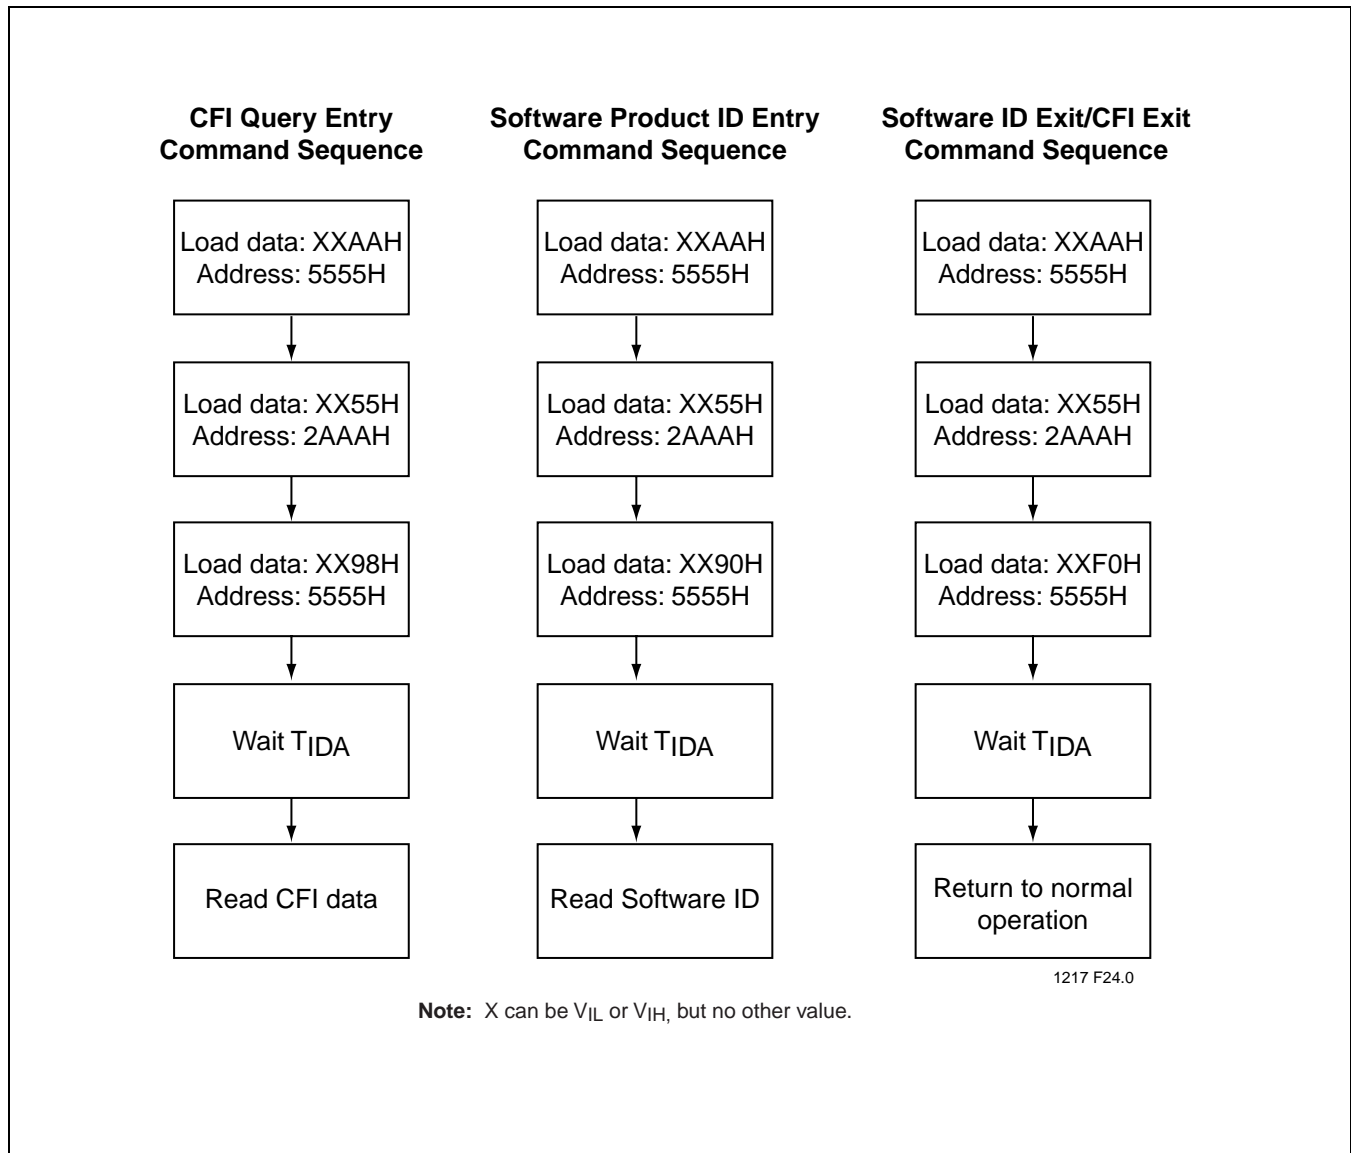 CFI Query Entry
Command Sequence
Load data: XXAAH
Address: 5555H
Load data: XX55H
Address: 2AAAH
Load data: XX98H
Address: 5555H
Wait TIDA
Read CFI data
Software Product ID Entry
Command Sequence
Load data: XXAAH
Address: 5555H
Load data: XX55H
Address: 2AAAH
Load data: XX90H
Address: 5555H
Wait TIDA
Read Software ID
Software ID Exit/CFI Exit
Command Sequence
Load data: XXAAH
Address: 5555H
Load data: XX55H
Address: 2AAAH
Load data: XXF0H
Address: 5555H
Wait TIDA
Return to normal
operation
1217 F24.0
Note: X can be VIL or VIH, but no other value.